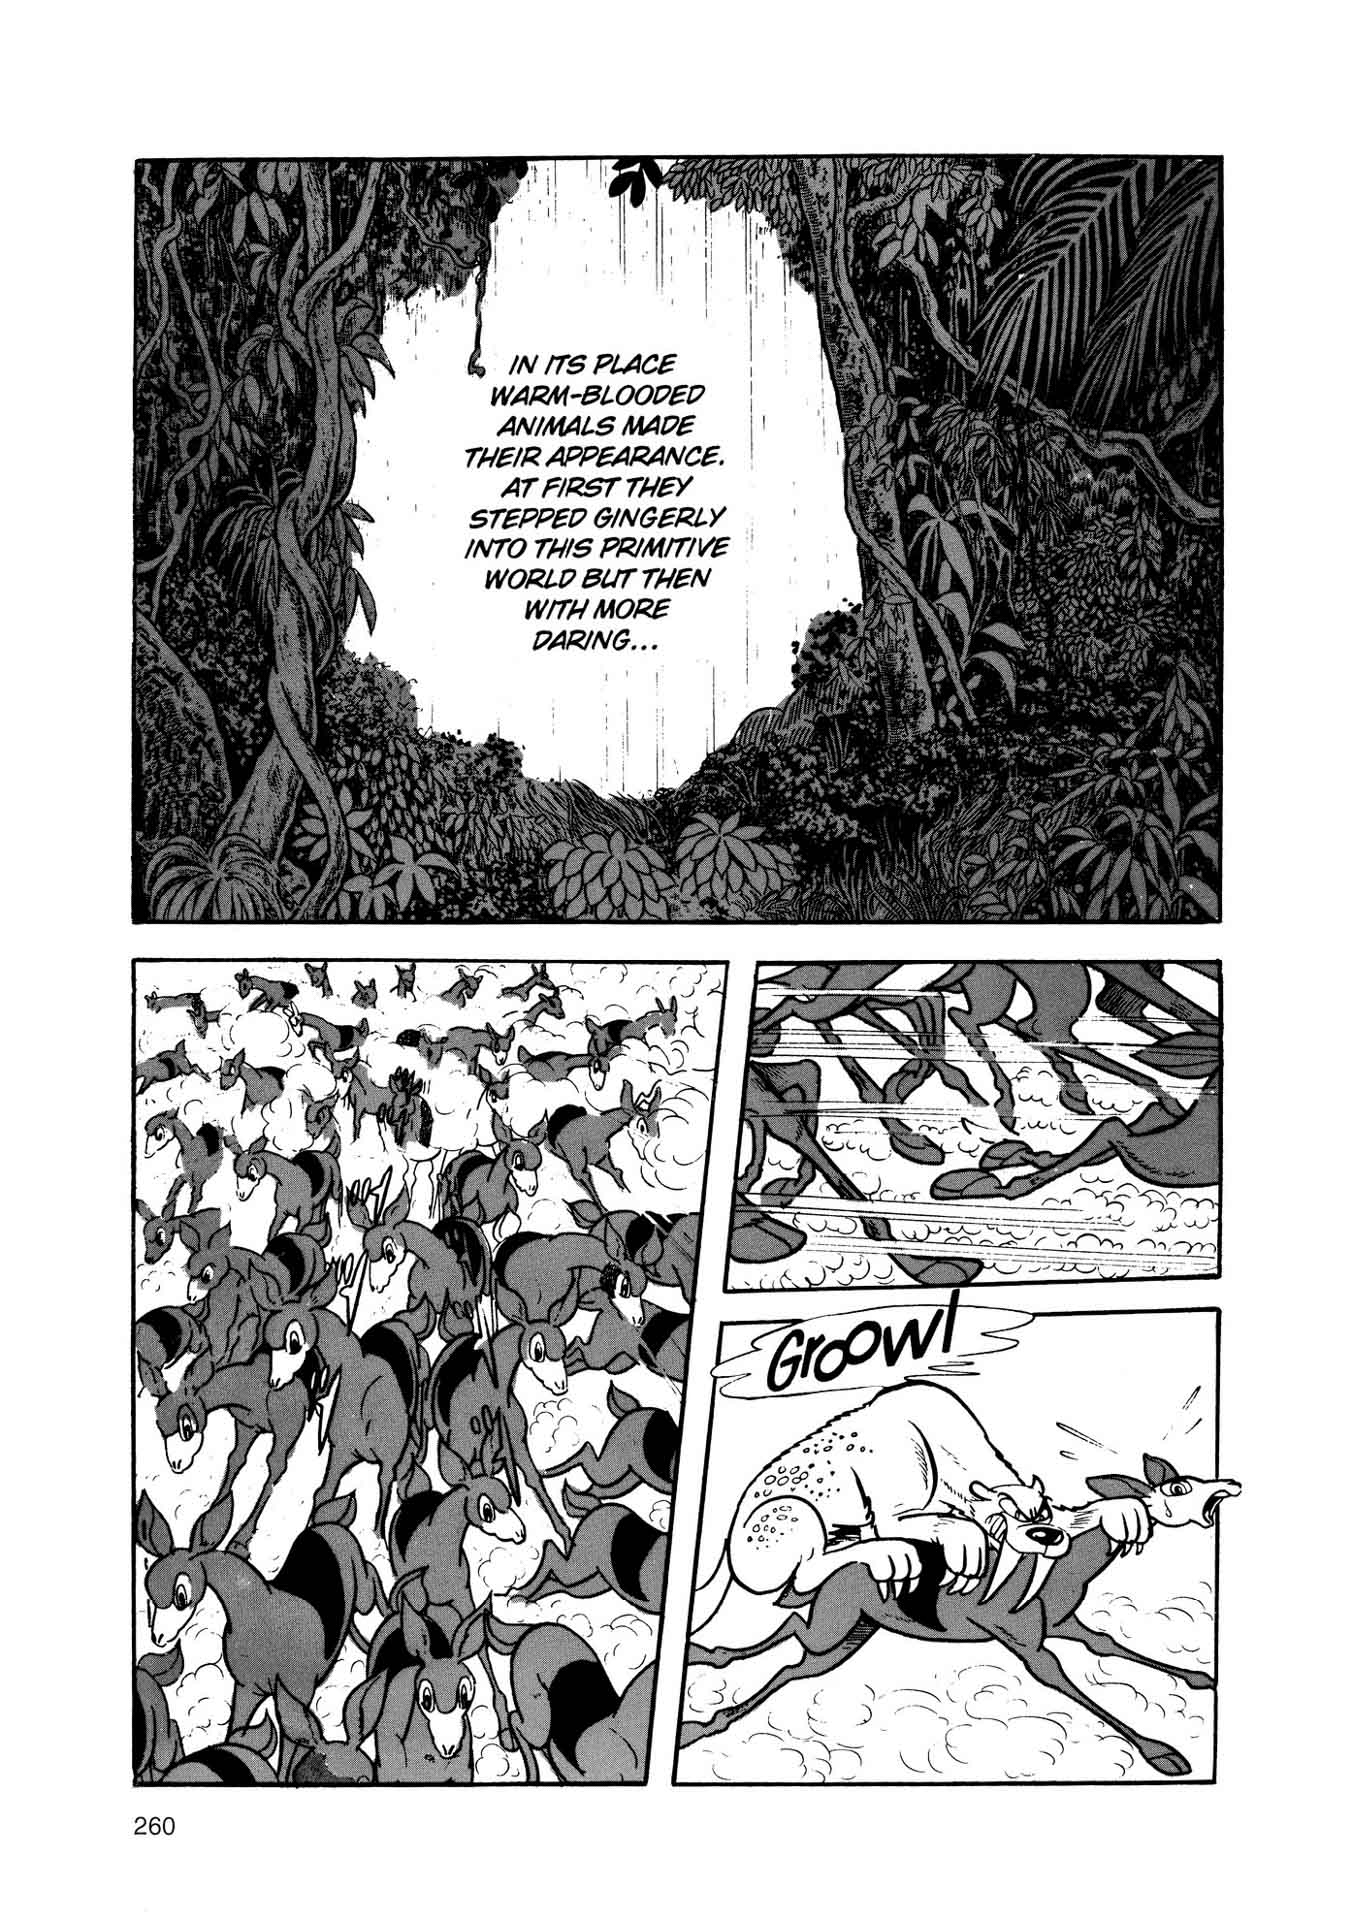 IN ITS PLACE
WARM-BLOODED
ANIMALS MADE
THEIR APPEARANCE.
AT FIRST THEY
STEPPED GINGERLY
INTO THIS PRIMITIVE
WORLD BUT THEN
WITH MORE
DARING...
Groowl
260